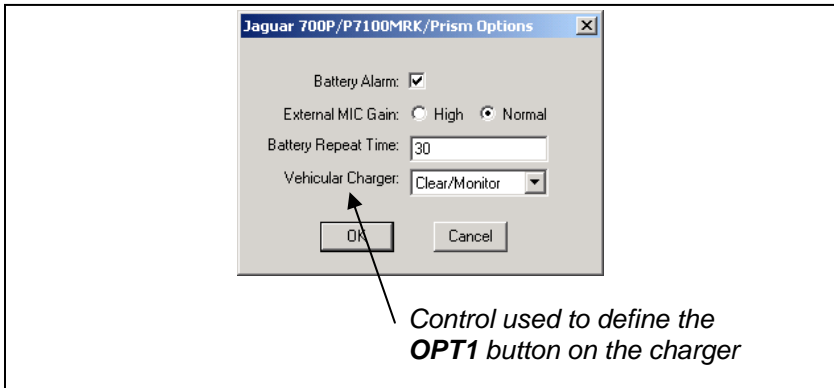 Jaguar 700P/P7100MRK/Prism Options
Battery Alarm:
External MIC Gain: High Normal
Battery Repeat Time: 30
Vehicular Charger: Clear/Monitor
OK Cancel
Control used to define the
OPT1 button on the charger